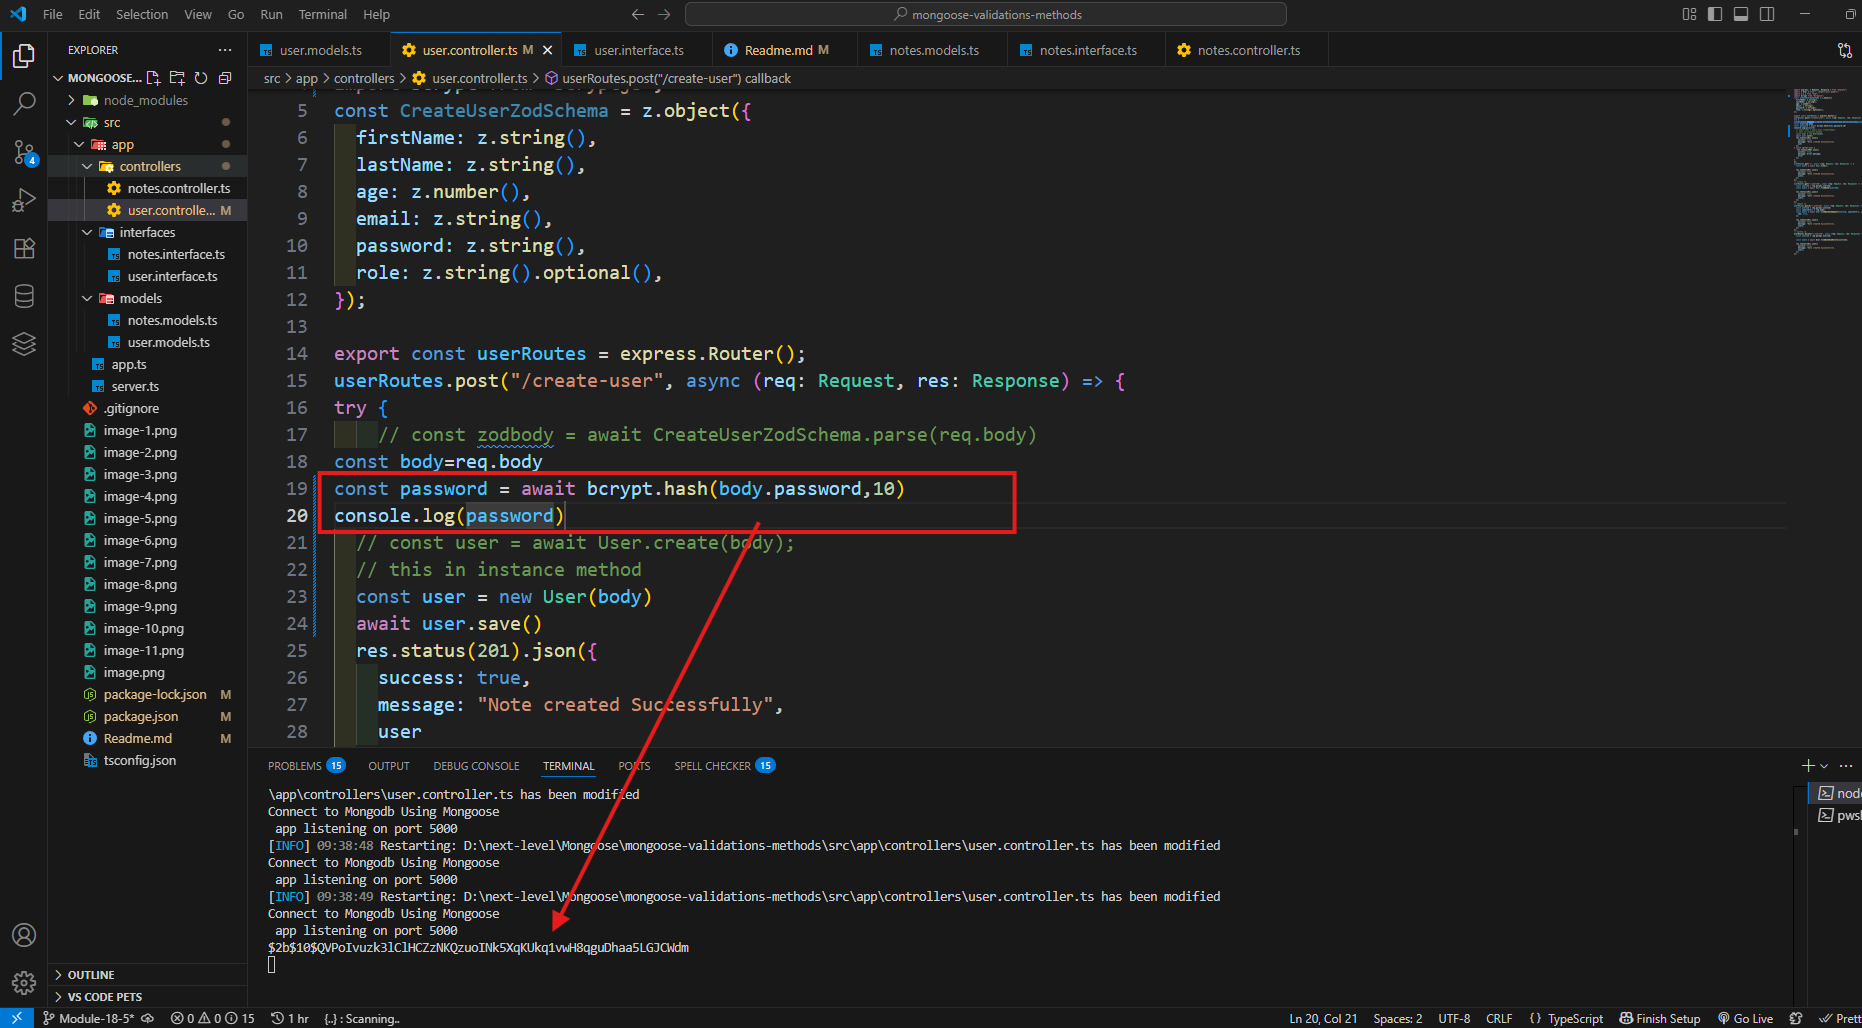 File Edit Selection View Go Run Terminal Help
mongoose-validations-methods
EXPLORER
MONGOOSE...
node_modules
src
app
controllers
notes.controller.ts
user.controlle... M
interfaces
notes.interface.ts
user.interface.ts
models
notes.models.ts
user.models.ts
app.ts
server.ts
.gitignore
image-1.png
image-2.png
image-3.png
image-4.png
image-5.png
image-6.png
image-7.png
image-8.png
image-9.png
image-10.png
image-11.png
image.png
package-lock.json M
package.json M
Readme.md M
tsconfig.json
OUTLINE
VS CODE PETS
4
user.models.ts user.controller.ts M user.interface.ts Readme.md M notes.models.ts notes.interface.ts notes.controller.ts
src > app > controllers > user.controller.ts > userRoutes.post("/create-user") callback
5 const CreateUserZodSchema = z.object({
6 firstName: z.string(),
7 lastName: z.string(),
8 age: z.number(),
9 email: z.string(),
10 password: z.string(),
11 role: z.string().optional(),
12 });
13
14 export const userRoutes = express.Router();
15 userRoutes.post("/create-user", async (req: Request, res: Response) => {
16 try {
17 // const zodbody = await CreateUserZodSchema.parse(req.body)
18 const body=req.body
19 const password = await bcrypt.hash(body.password,10)
20 console.log(password)
21 // const user = await User.create(body);
22 // this in instance method
23 const user = new User(body)
24 await user.save()
25 res.status(201).json({
26 success: true,
27 message: "Note created Successfully",
28 user
PROBLEMS 15 OUTPUT DEBUG CONSOLE TERMINAL PORTS SPELL CHECKER 15
\app\controllers\user.controller.ts has been modified
Connect to Mongodb Using Mongoose
app listening on port 5000
[INFO] 09:38:48 Restarting: D:\next-level\Mongoose\mongoose-validations-methods\src\app\controllers\user.controller.ts has been modified
Connect to Mongodb Using Mongoose
app listening on port 5000
[INFO] 09:38:49 Restarting: D:\next-level\Mongoose\mongoose-validations-methods\src\app\controllers\user.controller.ts has been modified
Connect to Mongodb Using Mongoose
app listening on port 5000
$2b$10$QVPoIvuzk3lClHCZzNKQzuoINk5XqKUkq1vwH8qguDhaa5LGJCWdm
node
Module-18-5* 0 0 15 1 hr {..} : Scanning.. Ln 20, Col 21 Spaces: 2 UTF-8 CRLF {} TypeScript Finish Setup Go Live Prett